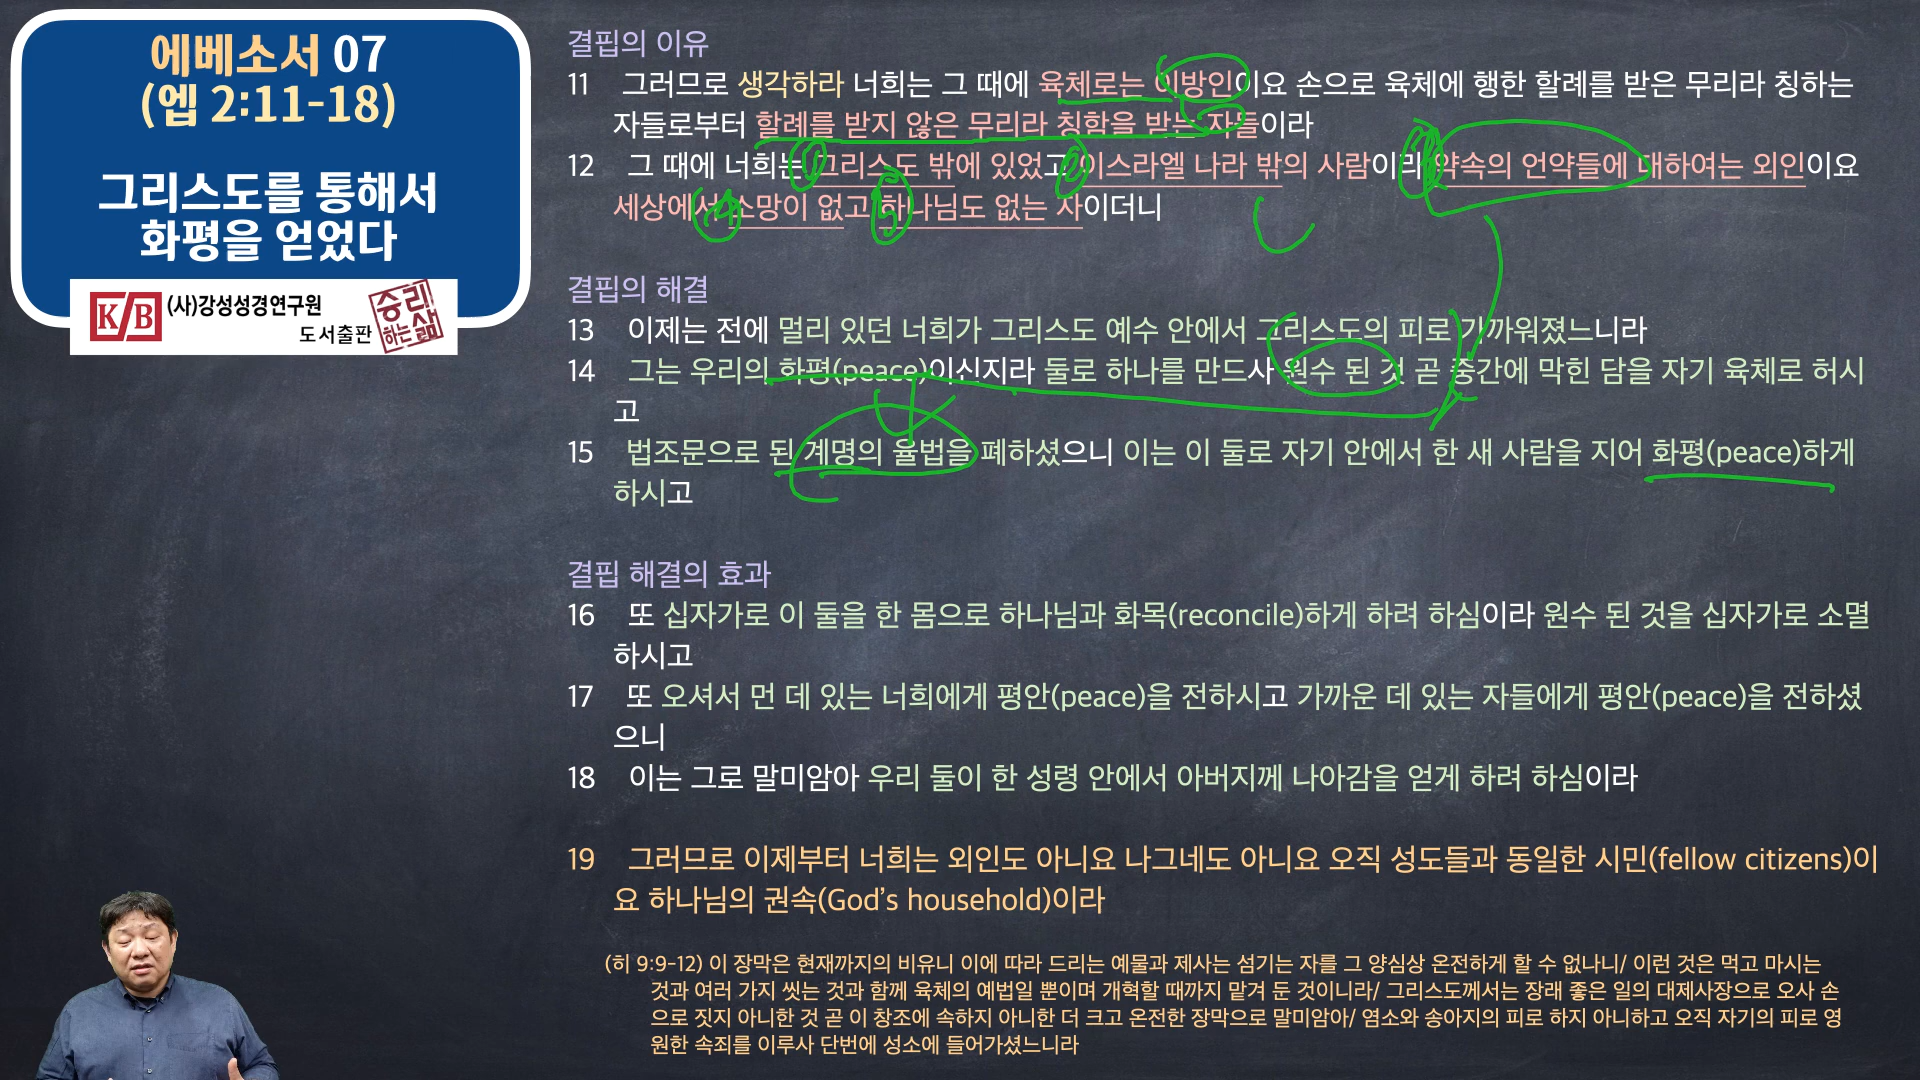 에베소서 07
(엡 2:11-18)
그리스도를 통해서
화평을 얻었다
KB (사)강성성경연구원
도서출판 승리하는삶
결핍의 이유
11 그러므로 생각하라 너희는 그 때에 육체로는 이방인이요 손으로 육체에 행한 할례를 받은 무리라 칭하는
자들로부터 할례를 받지 않은 무리라 칭함을 받는 자들이라
12 그 때에 너희는 그리스도 밖에 있었고 이스라엘 나라 밖의 사람이라 약속의 언약들에 대하여는 외인이요
세상에서 소망이 없고 하나님도 없는 자이더니
결핍의 해결
13 이제는 전에 멀리 있던 너희가 그리스도 예수 안에서 그리스도의 피로 가까워졌느니라
14 그는 우리의 화평(peace)이신지라 둘로 하나를 만드사 원수 된 것 곧 중간에 막힌 담을 자기 육체로 허시
고
15 법조문으로 된 계명의 율법을 폐하셨으니 이는 이 둘로 자기 안에서 한 새 사람을 지어 화평(peace)하게
하시고
결핍 해결의 효과
16 또 십자가로 이 둘을 한 몸으로 하나님과 화목(reconcile)하게 하려 하심이라 원수 된 것을 십자가로 소멸
하시고
17 또 오셔서 먼 데 있는 너희에게 평안(peace)을 전하시고 가까운 데 있는 자들에게 평안(peace)을 전하셨
으니
18 이는 그로 말미암아 우리 둘이 한 성령 안에서 아버지께 나아감을 얻게 하려 하심이라
19 그러므로 이제부터 너희는 외인도 아니요 나그네도 아니요 오직 성도들과 동일한 시민(fellow citizens)이
요 하나님의 권속(God's household)이라
(히 9:9-12) 이 장막은 현재까지의 비유니 이에 따라 드리는 예물과 제사는 섬기는 자를 그 양심상 온전하게 할 수 없나니/ 이런 것은 먹고 마시는
것과 여러 가지 씻는 것과 함께 육체의 예법일 뿐이며 개혁할 때까지 맡겨 둔 것이니라/ 그리스도께서는 장래 좋은 일의 대제사장으로 오사 손
으로 짓지 아니한 것 곧 이 창조에 속하지 아니한 더 크고 온전한 장막으로 말미암아/ 염소와 송아지의 피로 하지 아니하고 오직 자기의 피로 영
원한 속죄를 이루사 단번에 성소에 들어가셨느니라